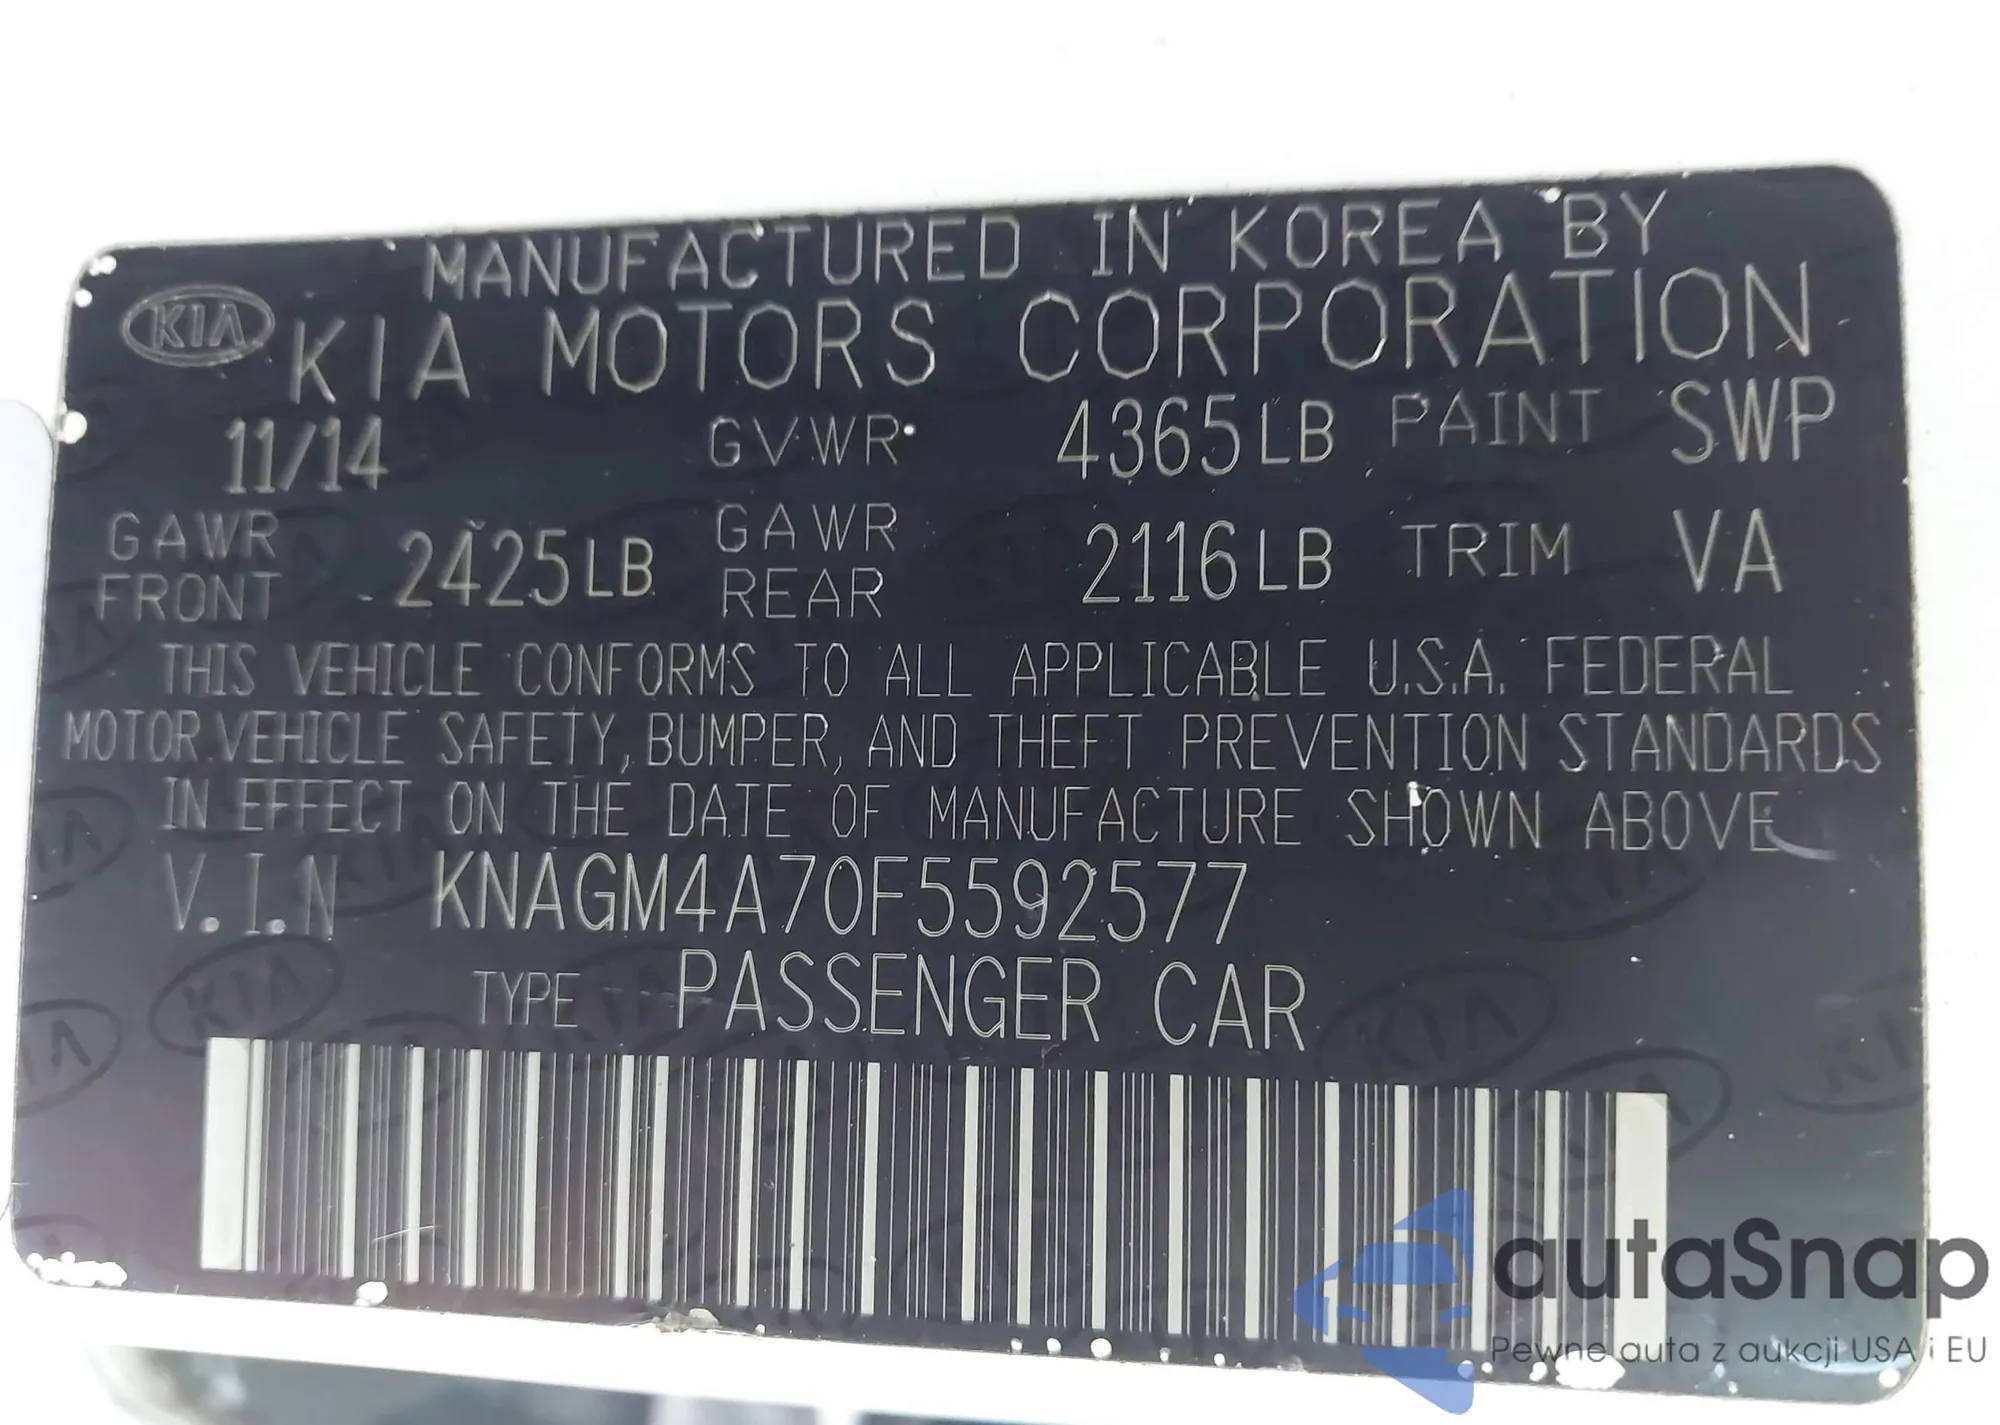 MANUFACTURED IN KOREA BY
KIA KIA MOTORS CORPORATION
11/14 GVWR 4365LB PAINT SWP
GAWR FRONT 2425LB GAWR REAR 2116LB TRIM VA
THIS VEHICLE CONFORMS TO ALL APPLICABLE U.S.A. FEDERAL
MOTOR VEHICLE SAFETY, BUMPER, AND THEFT PREVENTION STANDARDS
IN EFFECT ON THE DATE OF MANUFACTURE SHOWN ABOVE
V.I.N KNAGM4A70F5592577
TYPE PASSENGER CAR
autaSnap
Pewne auta z aukcji USA i EU